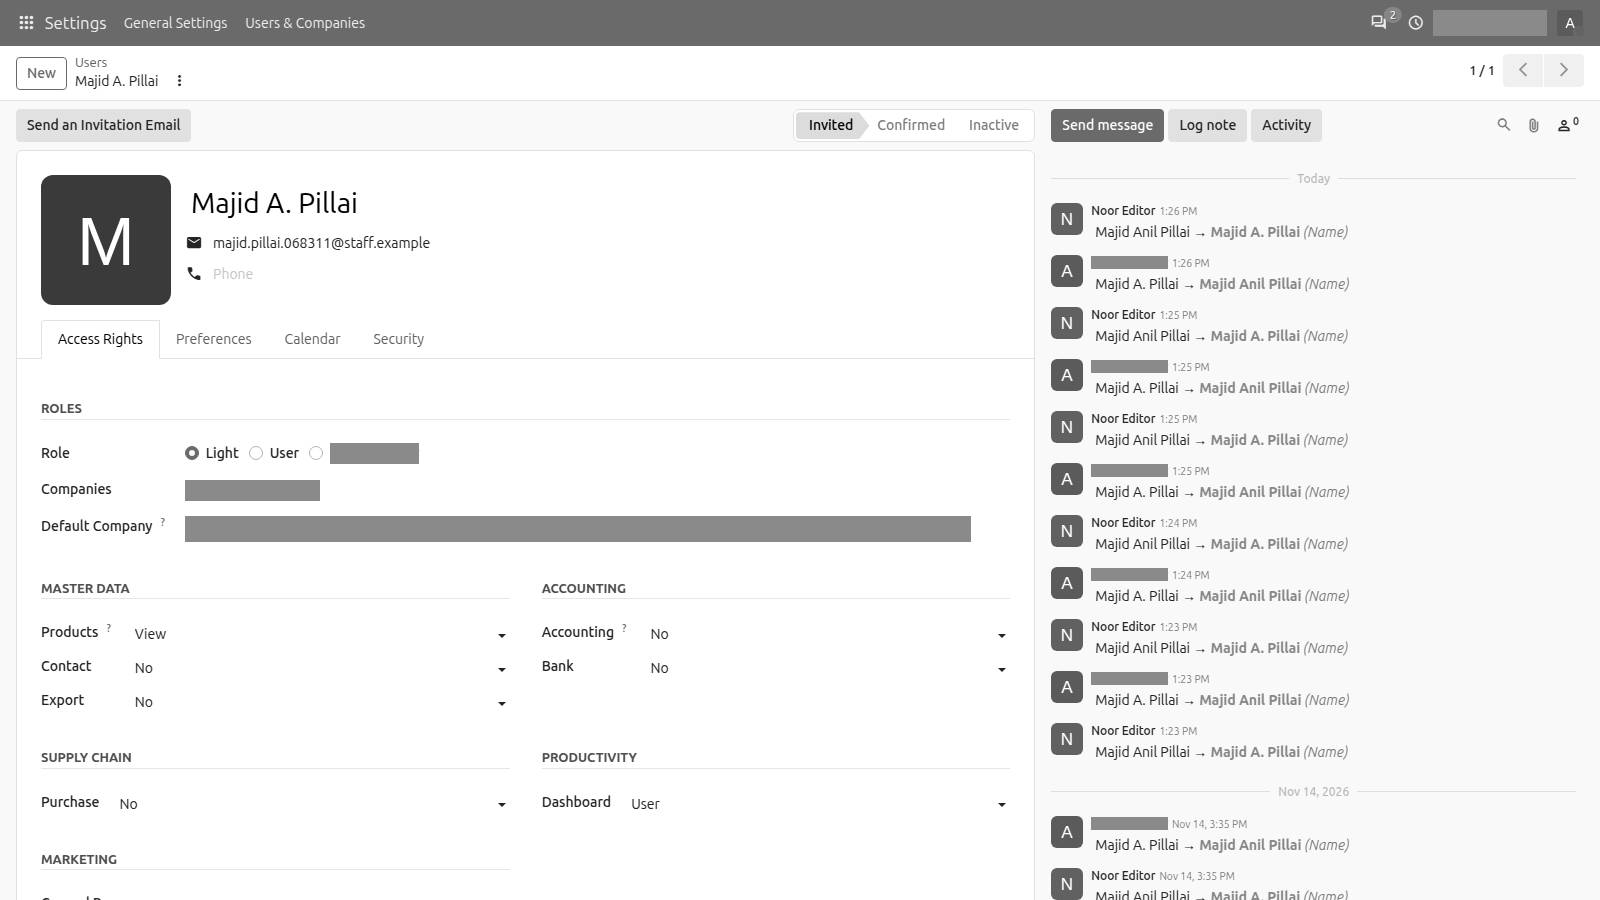 Settings General Settings Users & Companies 2 A
New Users
Majid A. Pillai
1 / 1
Send an Invitation Email
Invited Confirmed Inactive
Send message Log note Activity 0
M
Majid A. Pillai
majid.pillai.068311@staff.example
Phone
Access Rights Preferences Calendar Security
ROLES
Role Light User
Companies
Default Company ?
MASTER DATA
Products ? View
Contact No
Export No
ACCOUNTING
Accounting ? No
Bank No
SUPPLY CHAIN
Purchase No
PRODUCTIVITY
Dashboard User
MARKETING
Today
N Noor Editor 1:26 PM
Majid Anil Pillai → Majid A. Pillai (Name)
A 1:26 PM
Majid A. Pillai → Majid Anil Pillai (Name)
N Noor Editor 1:25 PM
Majid Anil Pillai → Majid A. Pillai (Name)
A 1:25 PM
Majid A. Pillai → Majid Anil Pillai (Name)
N Noor Editor 1:25 PM
Majid Anil Pillai → Majid A. Pillai (Name)
A 1:25 PM
Majid A. Pillai → Majid Anil Pillai (Name)
N Noor Editor 1:24 PM
Majid Anil Pillai → Majid A. Pillai (Name)
A 1:24 PM
Majid A. Pillai → Majid Anil Pillai (Name)
N Noor Editor 1:23 PM
Majid Anil Pillai → Majid A. Pillai (Name)
A 1:23 PM
Majid A. Pillai → Majid Anil Pillai (Name)
N Noor Editor 1:23 PM
Majid Anil Pillai → Majid A. Pillai (Name)
Nov 14, 2026
A Nov 14, 3:35 PM
Majid A. Pillai → Majid Anil Pillai (Name)
N Noor Editor Nov 14, 3:35 PM
Majid Anil Pillai → Majid A. Pillai (Name)